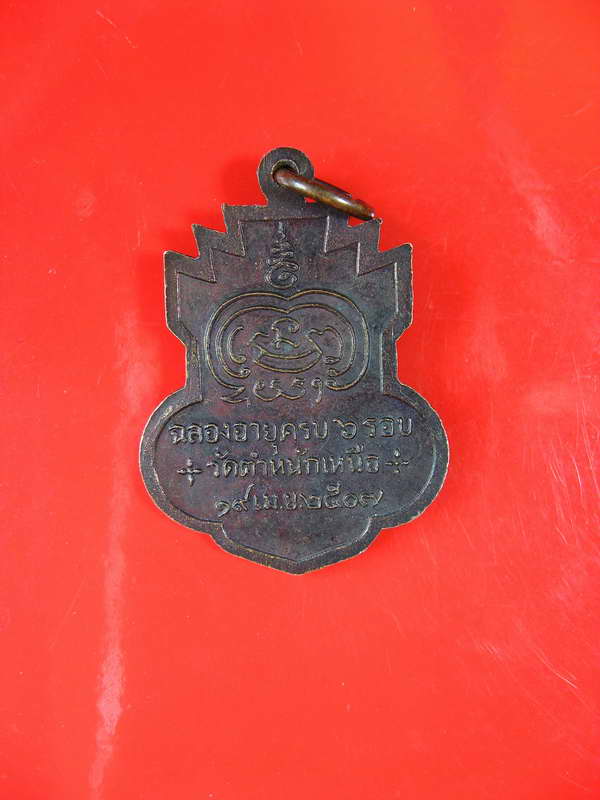 ฉลองอายุครบ ๖ รอบ
วัดตำหนักเหนือ
๑๙ เม.ย. ๒๕๐๗